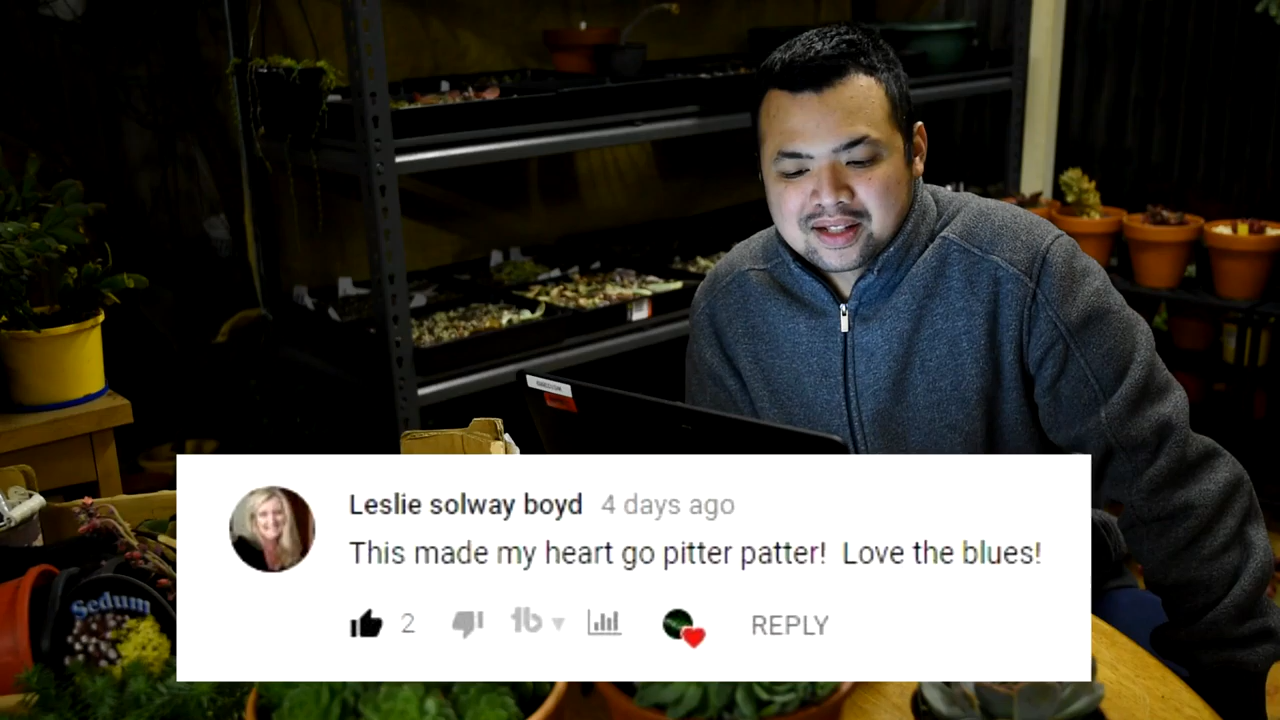 Leslie solway boyd 4 days ago
This made my heart go pitter patter! Love the blues!
2
REPLY
Sedum